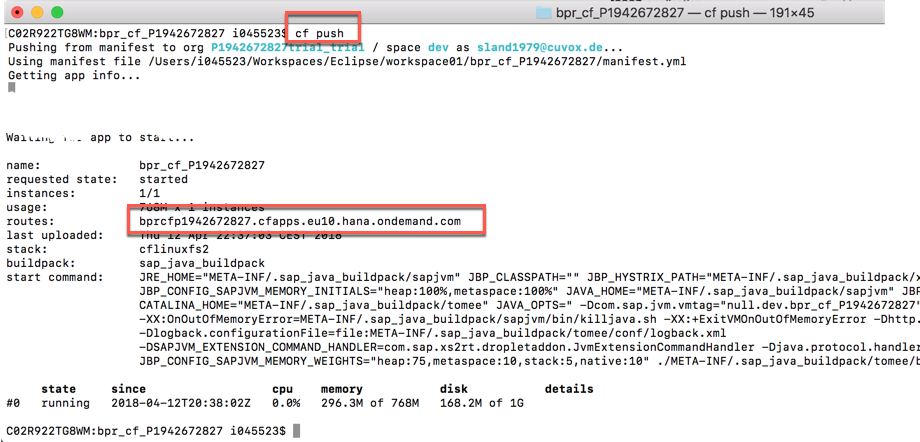 bpr_cf_P1942672827 — cf push — 191×45
C02R922TG8WM:bpr_cf_P1942672827 i045523$ cf push
Pushing from manifest to org P1942672827trial_trial / space dev as sland1979@cuvox.de...
Using manifest file /Users/i045523/Workspaces/Eclipse/workspace01/bpr_cf_P1942672827/manifest.yml
Getting app info...
Waiting app to start...
name: bpr_cf_P1942672827
requested state: started
instances: 1/1
usage: 768M x 1 instances
routes: bprcfp1942672827.cfapps.eu10.hana.ondemand.com
last uploaded: Thu 12 Apr 22:37:03 CEST 2018
stack: cflinuxfs2
buildpack: sap_java_buildpack
start command: JRE_HOME="META-INF/.sap_java_buildpack/sapjvm" JBP_CLASSPATH="" JBP_HYSTRIX_PATH="META-INF/.sap_java_buildpack/x
JBP_CONFIG_SAPJVM_MEMORY_INITIALS="heap:100%,metaspace:100%" JAVA_HOME="META-INF/.sap_java_buildpack/sapjvm" JBP
CATALINA_HOME="META-INF/.sap_java_buildpack/tomee" JAVA_OPTS=" -Dcom.sap.jvm.vmtag="null.dev.bpr_cf_P1942672827"
-XX:OnOutOfMemoryError=META-INF/.sap_java_buildpack/sapjvm/bin/killjava.sh -XX:+ExitVMOnOutOfMemoryError -Dhttp.
-Dlogback.configurationFile=file:META-INF/.sap_java_buildpack/tomee/conf/logback.xml
-DSAPJVM_EXTENSION_COMMAND_HANDLER=com.sap.xs2rt.dropletaddon.JvmExtensionCommandHandler -Djava.protocol.handler
JBP_CONFIG_SAPJVM_MEMORY_WEIGHTS="heap:75,metaspace:10,stack:5,native:10" ./META-INF/.sap_java_buildpack/tomee/b
state since cpu memory disk details
#0 running 2018-04-12T20:38:02Z 0.0% 296.3M of 768M 168.2M of 1G
C02R922TG8WM:bpr_cf_P1942672827 i045523$